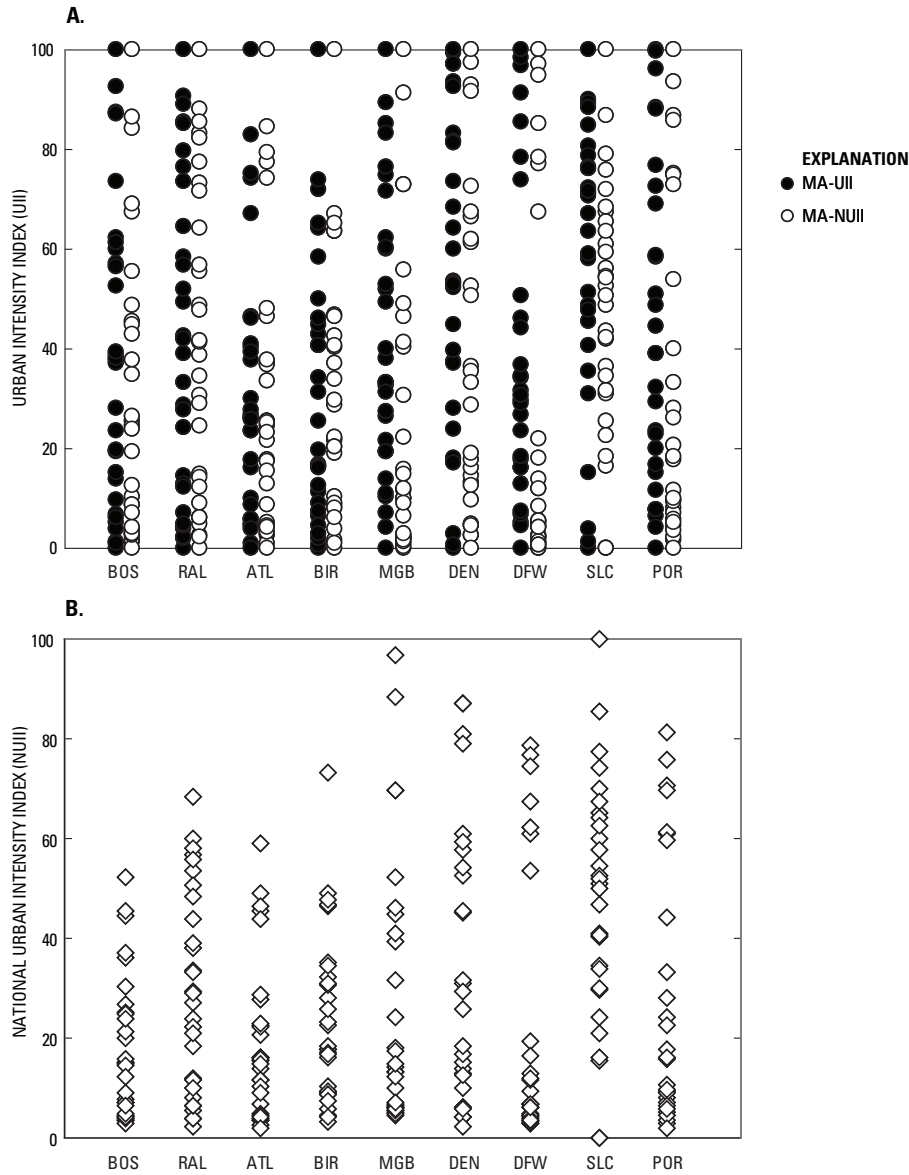 A.
100
80
60
40
20
0
URBAN INTENSITY INDEX (UII)
BOS RAL ATL BIR MGB DEN DFW SLC POR
EXPLANATION
MA-UII
MA-NUII
B.
100
80
60
40
20
0
NATIONAL URBAN INTENSITY INDEX (NUII)
BOS RAL ATL BIR MGB DEN DFW SLC POR